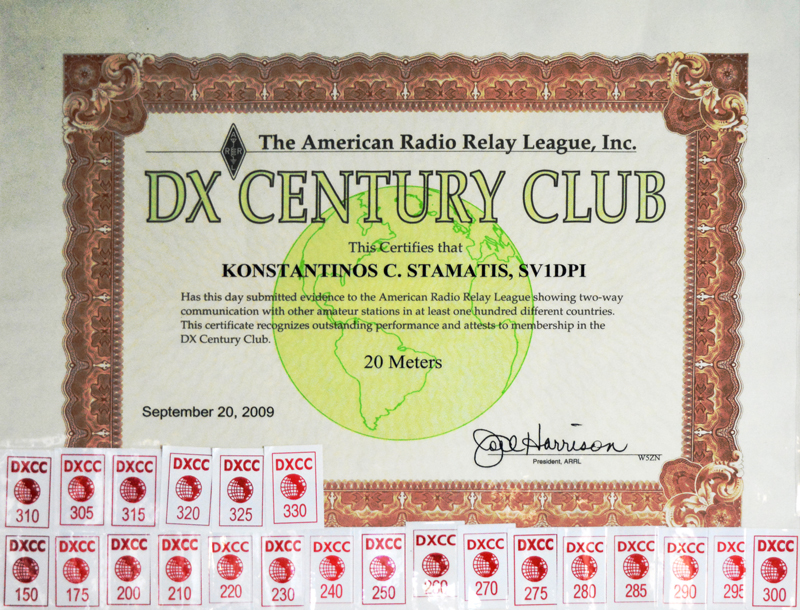 The American Radio Relay League, Inc.
DX CENTURY CLUB
This Certifies that
KONSTANTINOS C. STAMATIS, SV1DPI
Has this day submitted evidence to the American Radio Relay League showing two-way
communication with other amateur stations in at least one hundred different countries.
This certificate recognizes outstanding performance and attests to membership in the
DX Century Club.
20 Meters
September 20, 2009
Joel Harrison
President, ARRL
W5ZN
DXCC DXCC DXCC DXCC DXCC DXCC
310 305 315 320 325 330
DXCC DXCC DXCC DXCC DXCC DXCC DXCC DXCC DXCC DXCC DXCC DXCC DXCC DXCC DXCC DXCC
150 175 200 210 220 230 240 250 260 270 275 280 285 290 295 300